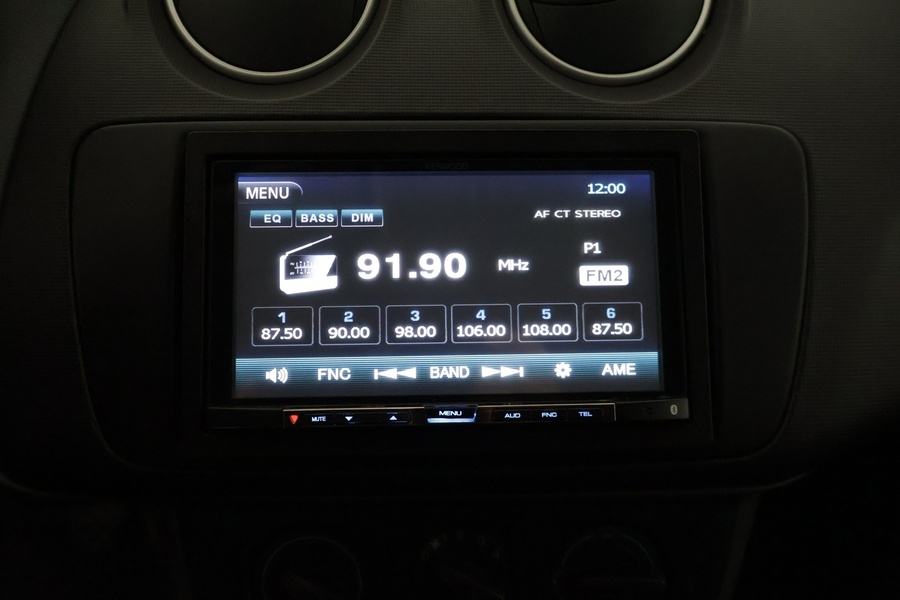 KENWOOD
MENU 12:00
EQ BASS DIM AF CT STEREO
91.90 MHz P1
FM2
1 2 3 4 5 6
87.50 90.00 98.00 106.00 108.00 87.50
FNC BAND AME
MUTE MENU AUD FNC TEL